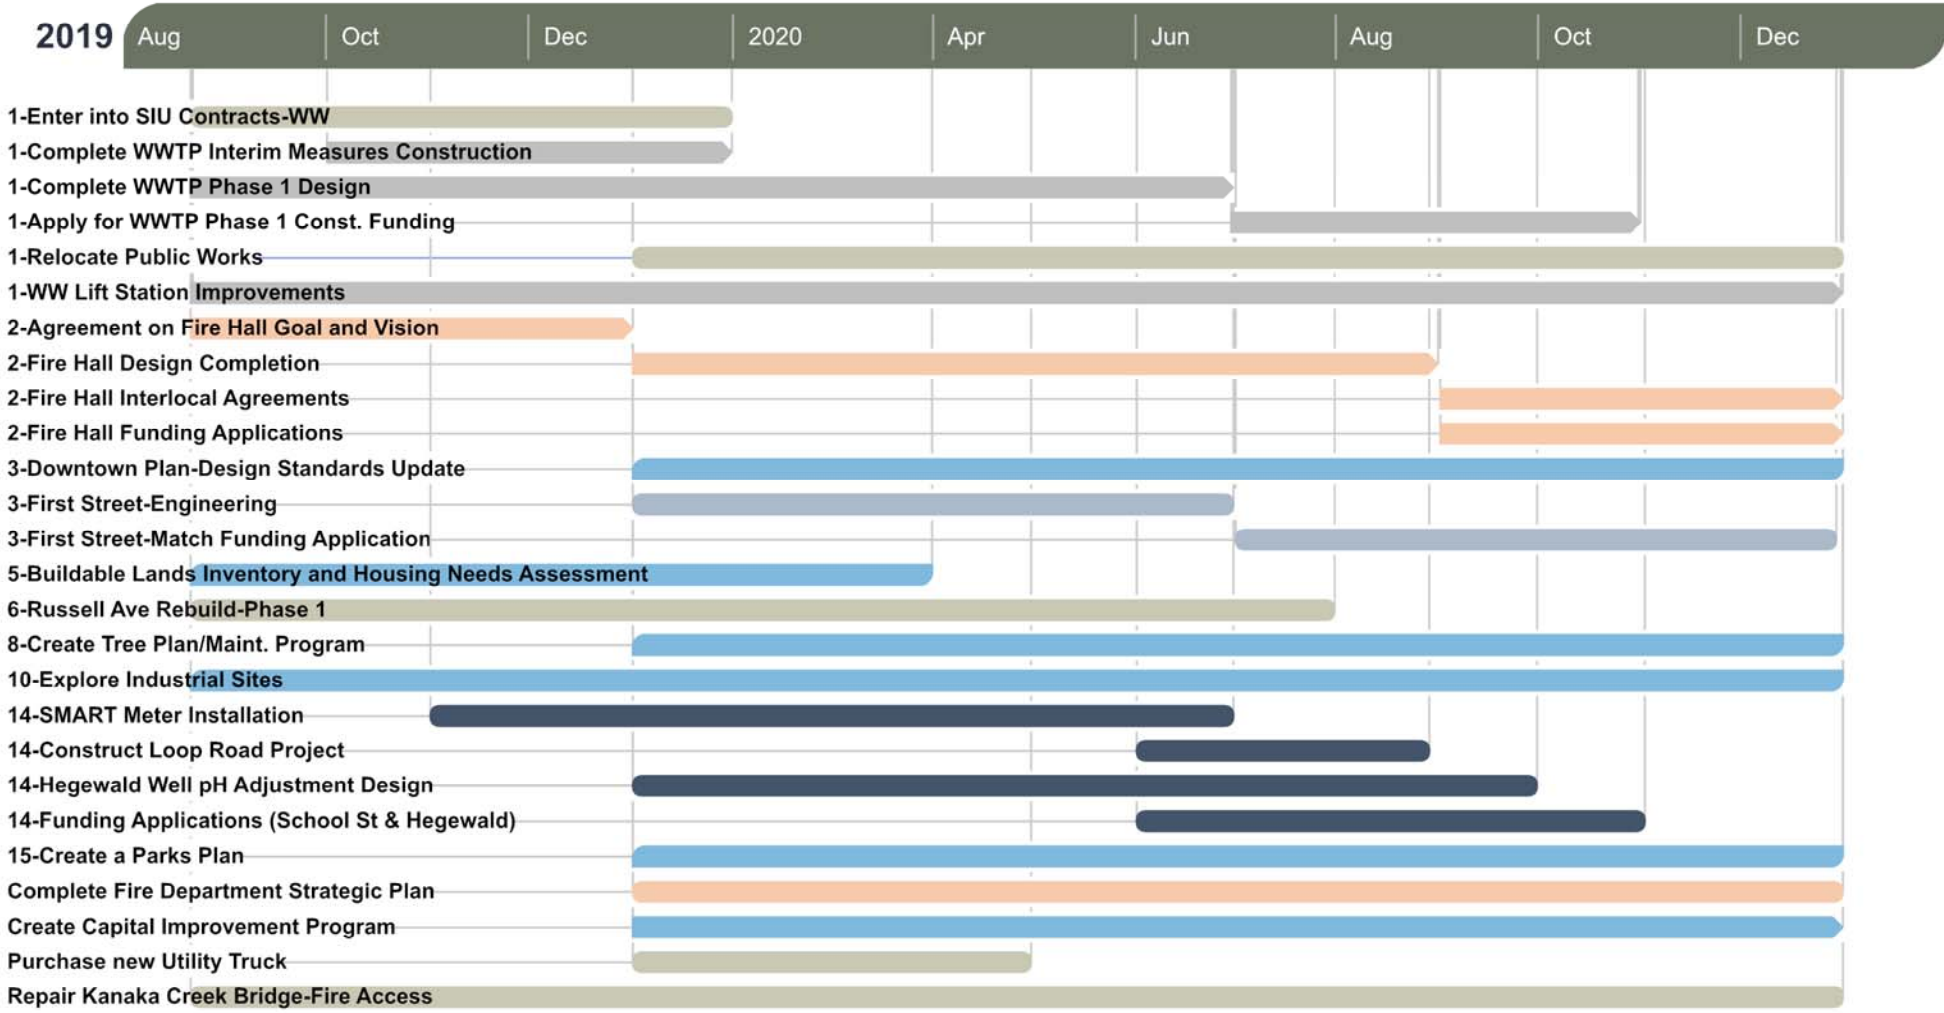 2019 Aug Oct Dec 2020 Apr Jun Aug Oct Dec
1-Enter into SIU Contracts-WW
1-Complete WWTP Interim Measures Construction
1-Complete WWTP Phase 1 Design
1-Apply for WWTP Phase 1 Const. Funding
1-Relocate Public Works
1-WW Lift Station Improvements
2-Agreement on Fire Hall Goal and Vision
2-Fire Hall Design Completion
2-Fire Hall Interlocal Agreements
2-Fire Hall Funding Applications
3-Downtown Plan-Design Standards Update
3-First Street-Engineering
3-First Street-Match Funding Application
5-Buildable Lands Inventory and Housing Needs Assessment
6-Russell Ave Rebuild-Phase 1
8-Create Tree Plan/Maint. Program
10-Explore Industrial Sites
14-SMART Meter Installation
14-Construct Loop Road Project
14-Hegewald Well pH Adjustment Design
14-Funding Applications (School St & Hegewald)
15-Create a Parks Plan
Complete Fire Department Strategic Plan
Create Capital Improvement Program
Purchase new Utility Truck
Repair Kanaka Creek Bridge-Fire Access